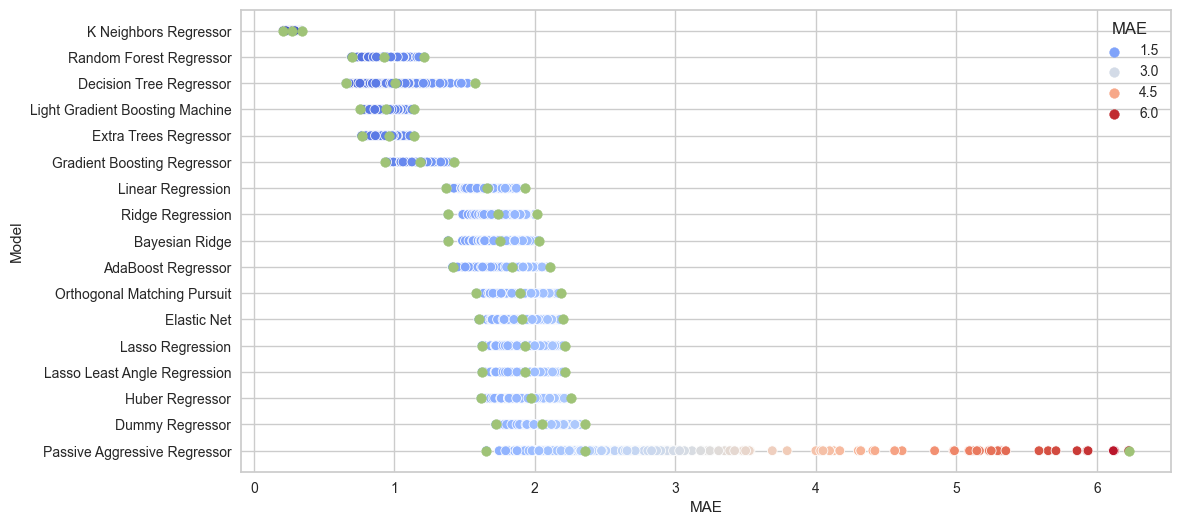 K Neighbors Regressor
Random Forest Regressor
Decision Tree Regressor
Light Gradient Boosting Machine
Extra Trees Regressor
Gradient Boosting Regressor
Linear Regression
Ridge Regression
Bayesian Ridge
AdaBoost Regressor
Orthogonal Matching Pursuit
Elastic Net
Lasso Regression
Lasso Least Angle Regression
Huber Regressor
Dummy Regressor
Passive Aggressive Regressor
Model
MAE
1.5
3.0
4.5
6.0
0 1 2 3 4 5 6
MAE